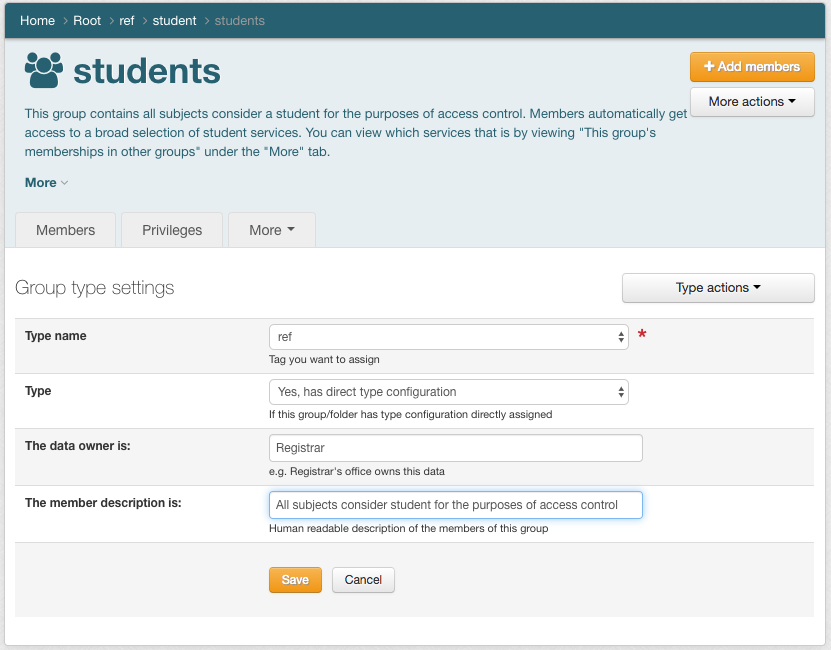 Home > Root > ref > student > students
students
+ Add members
More actions
This group contains all subjects consider a student for the purposes of access control. Members automatically get
access to a broad selection of student services. You can view which services that is by viewing "This group's
memberships in other groups" under the "More" tab.
More
Members Privileges More
Group type settings
Type actions
Type name
ref
*
Tag you want to assign
Type
Yes, has direct type configuration
If this group/folder has type configuration directly assigned
The data owner is:
Registrar
e.g. Registrar's office owns this data
The member description is:
All subjects consider student for the purposes of access control
Human readable description of the members of this group
Save Cancel